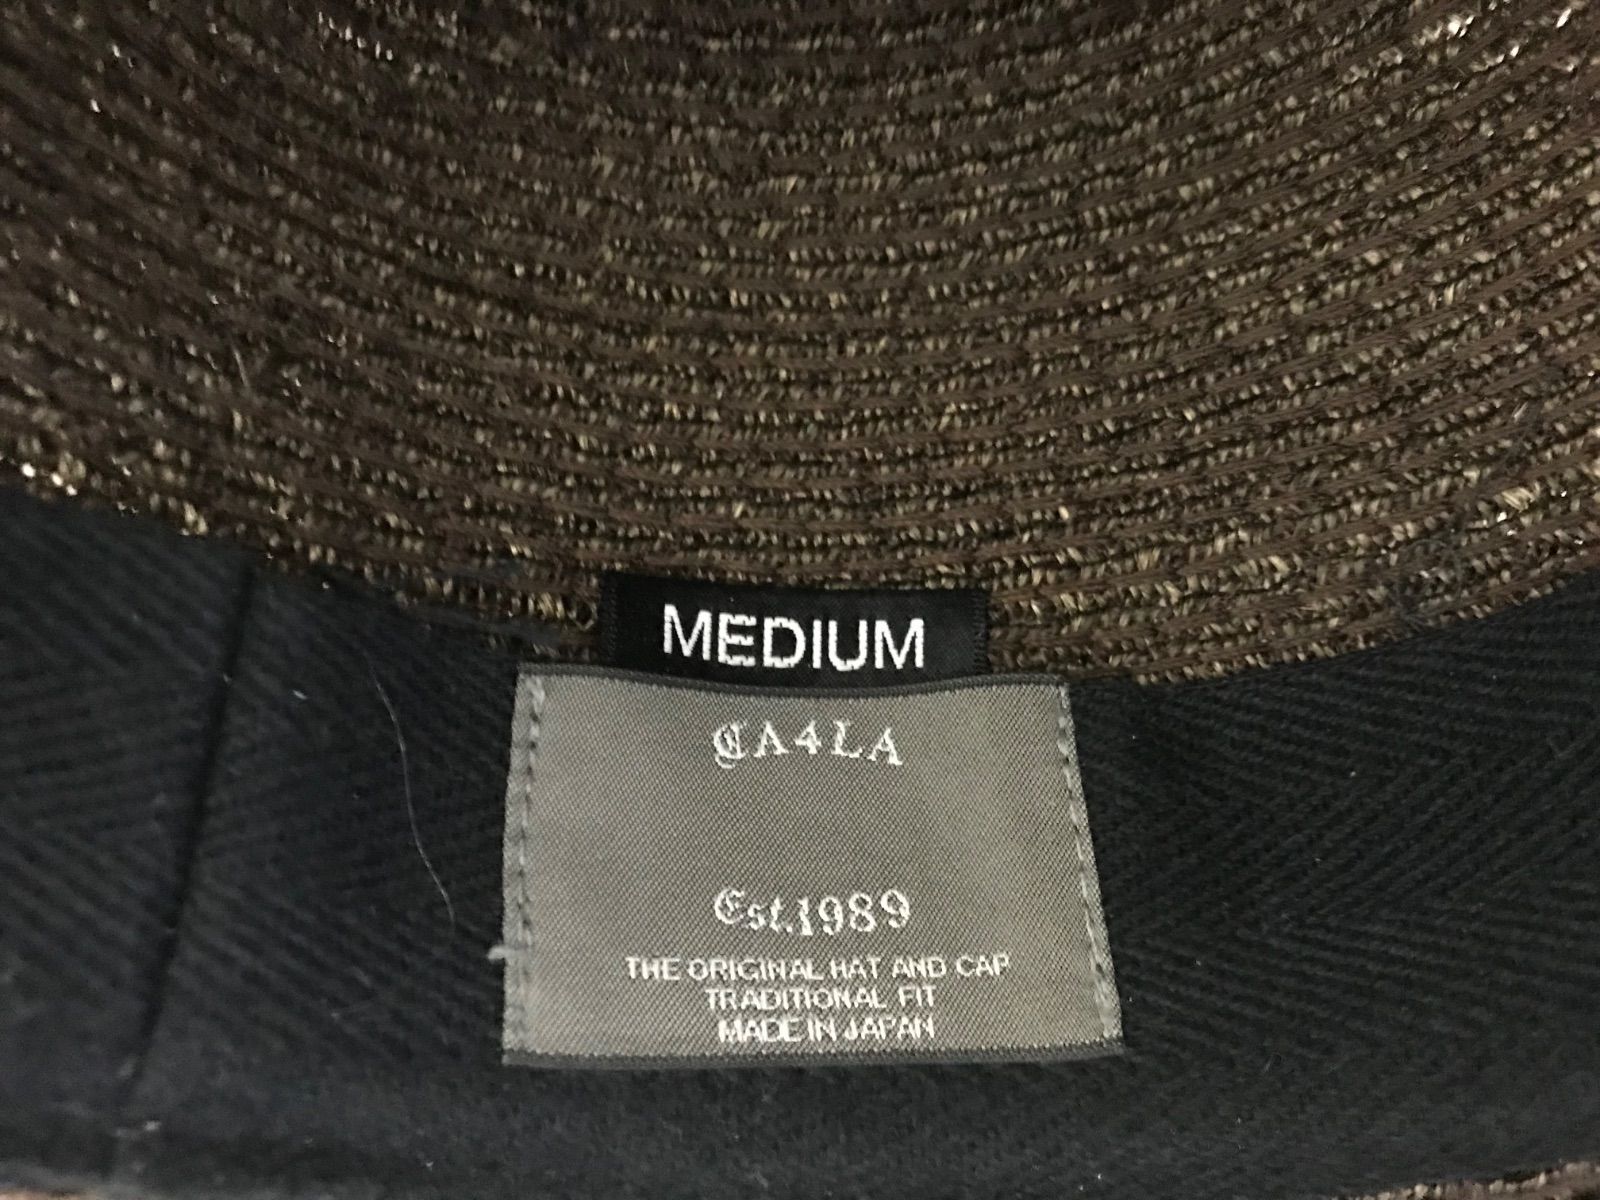 MEDIUM
CA4LA
Est.1989
THE ORIGINAL HAT AND CAP
TRADITIONAL FIT
MADE IN JAPAN